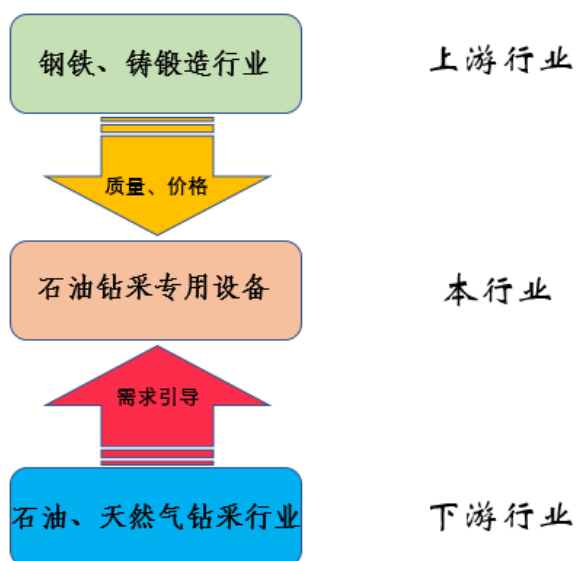 钢铁、铸锻造行业
上游行业
质量、价格
石油钻采专用设备
本行业
需求引导
石油、天然气钻采行业
下游行业